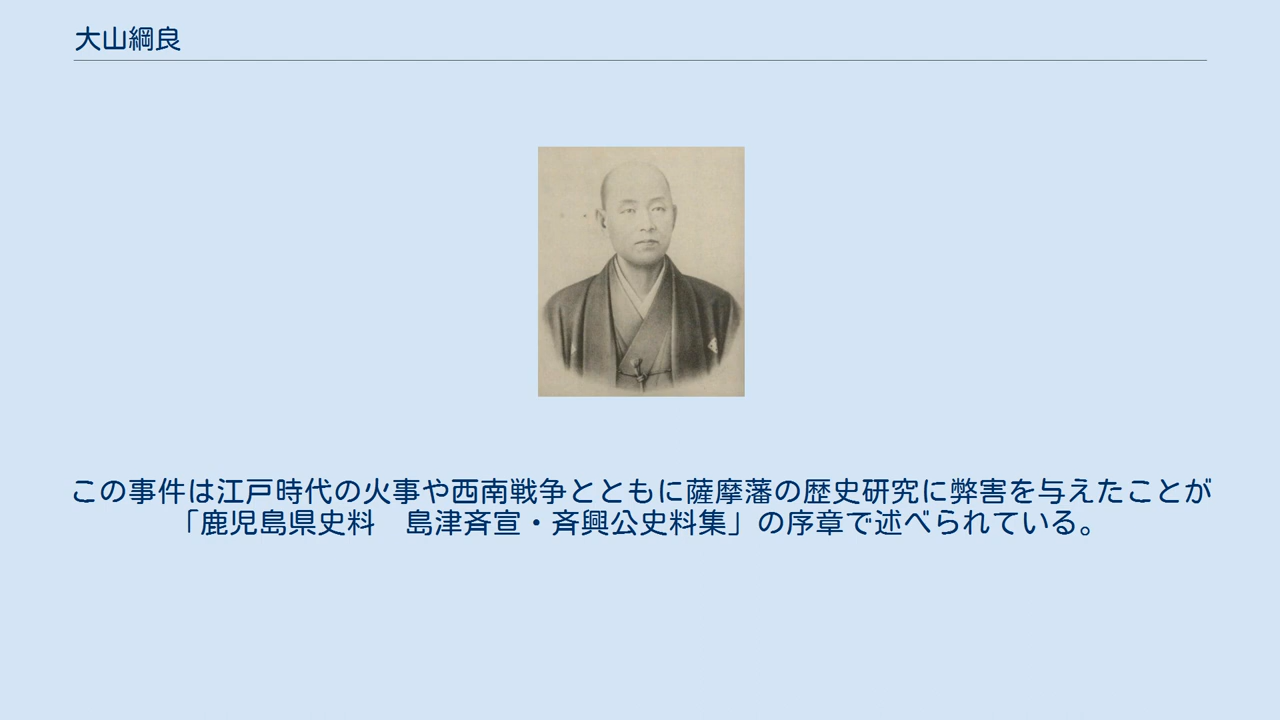 大山綱良
この事件は江戸時代の火事や西南戦争とともに薩摩藩の歴史研究に弊害を与えたことが
「鹿児島県史料　島津斉宣・斉興公史料集」の序章で述べられている。